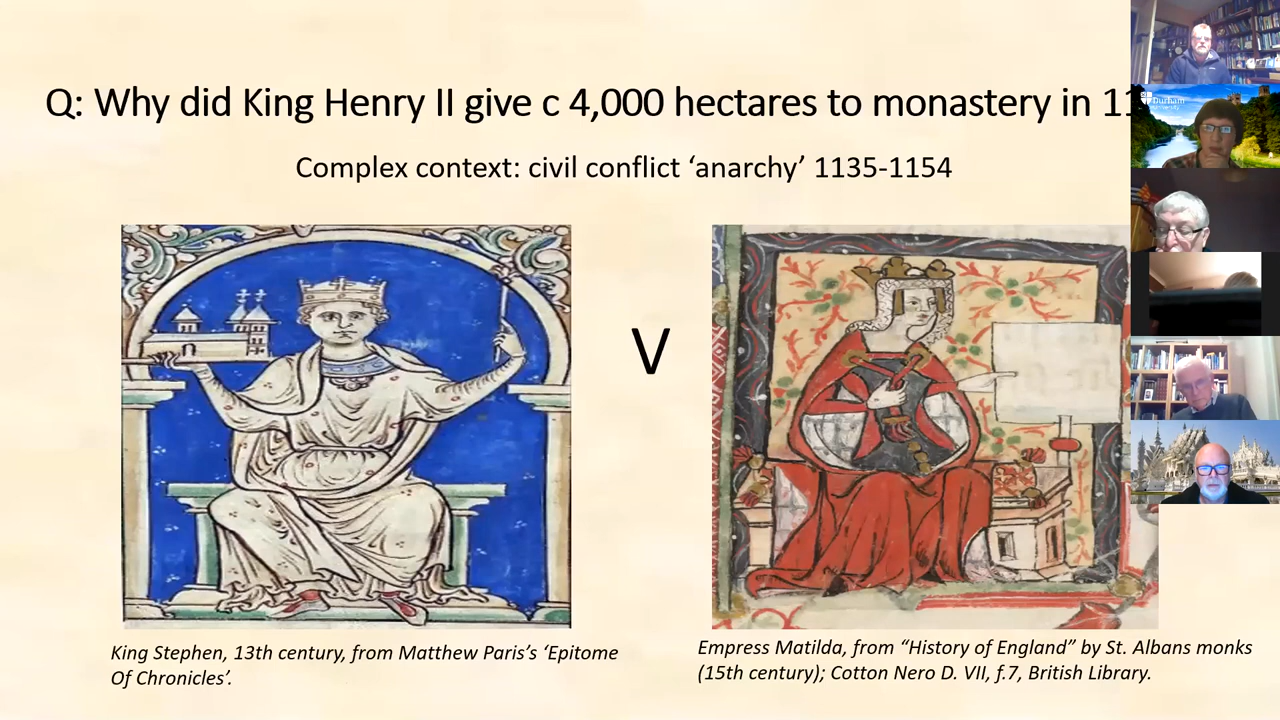 Q: Why did King Henry II give c 4,000 hectares to monastery in 11
Complex context: civil conflict ‘anarchy’ 1135-1154
V
King Stephen, 13th century, from Matthew Paris’s ‘Epitome
Of Chronicles’.
Empress Matilda, from “History of England” by St. Albans monks
(15th century); Cotton Nero D. VII, f.7, British Library.
Durham
University